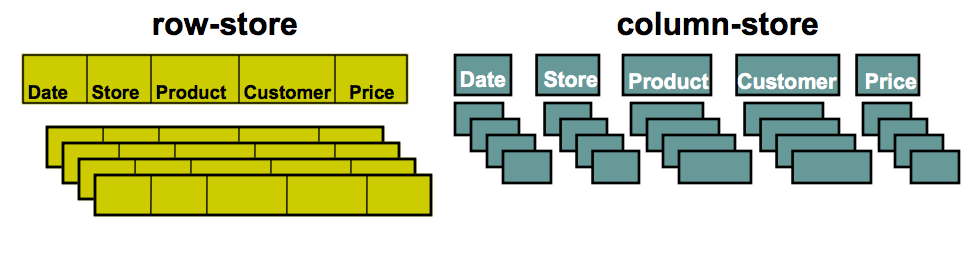 row-store
column-store
Date Store Product Customer Price
Date Store Product Customer Price